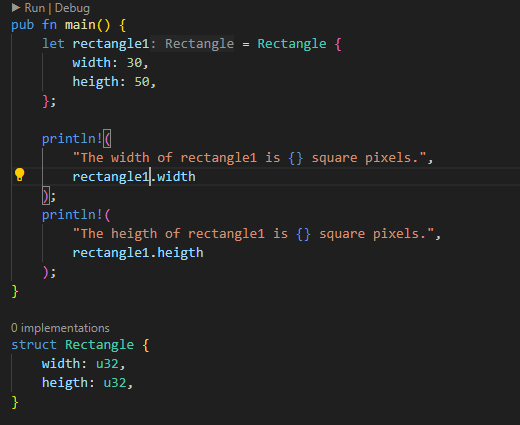 ▶ Run | Debug
pub fn main() {
    let rectangle1: Rectangle = Rectangle {
        width: 30,
        heigth: 50,
    };

    println!(
        "The width of rectangle1 is {} square pixels.",
        rectangle1.width
    );
    println!(
        "The heigth of rectangle1 is {} square pixels.",
        rectangle1.heigth
    );
}

0 implementations
struct Rectangle {
    width: u32,
    heigth: u32,
}